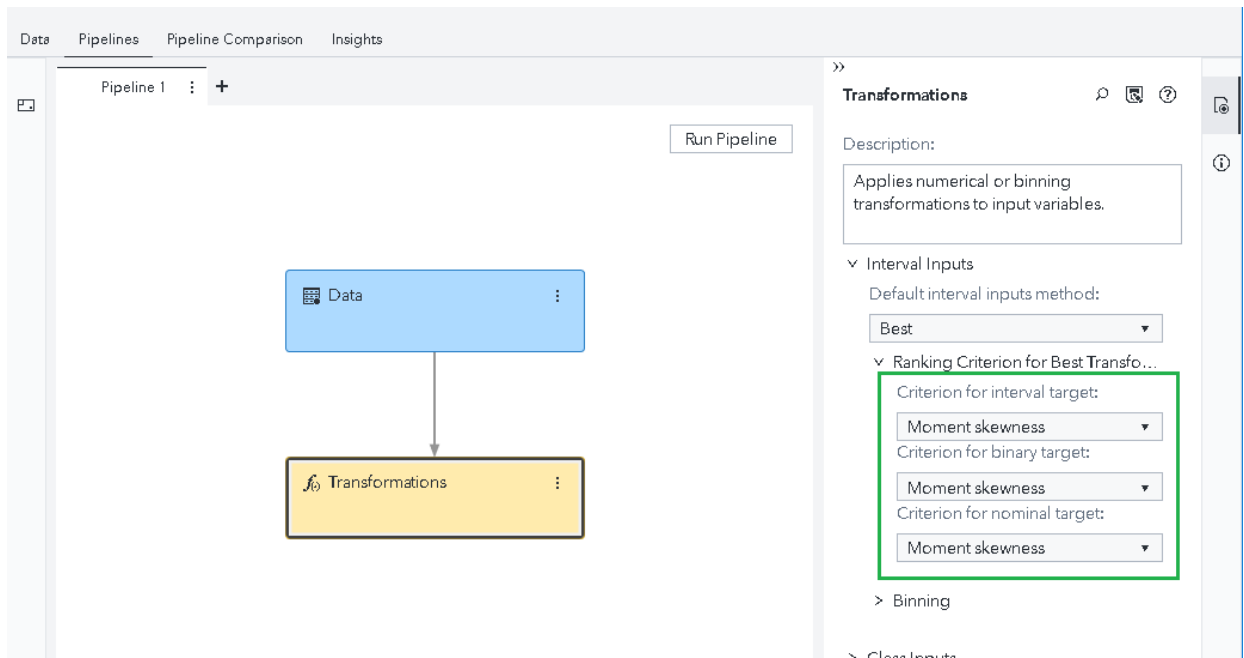 Data Pipelines Pipeline Comparison Insights
Pipeline 1
Run Pipeline
Data
Transformations
Transformations
Description:
Applies numerical or binning
transformations to input variables.
Interval Inputs
Default interval inputs method:
Best
Ranking Criterion for Best Transfo...
Criterion for interval target:
Moment skewness
Criterion for binary target:
Moment skewness
Criterion for nominal target:
Moment skewness
Binning
Class Inputs